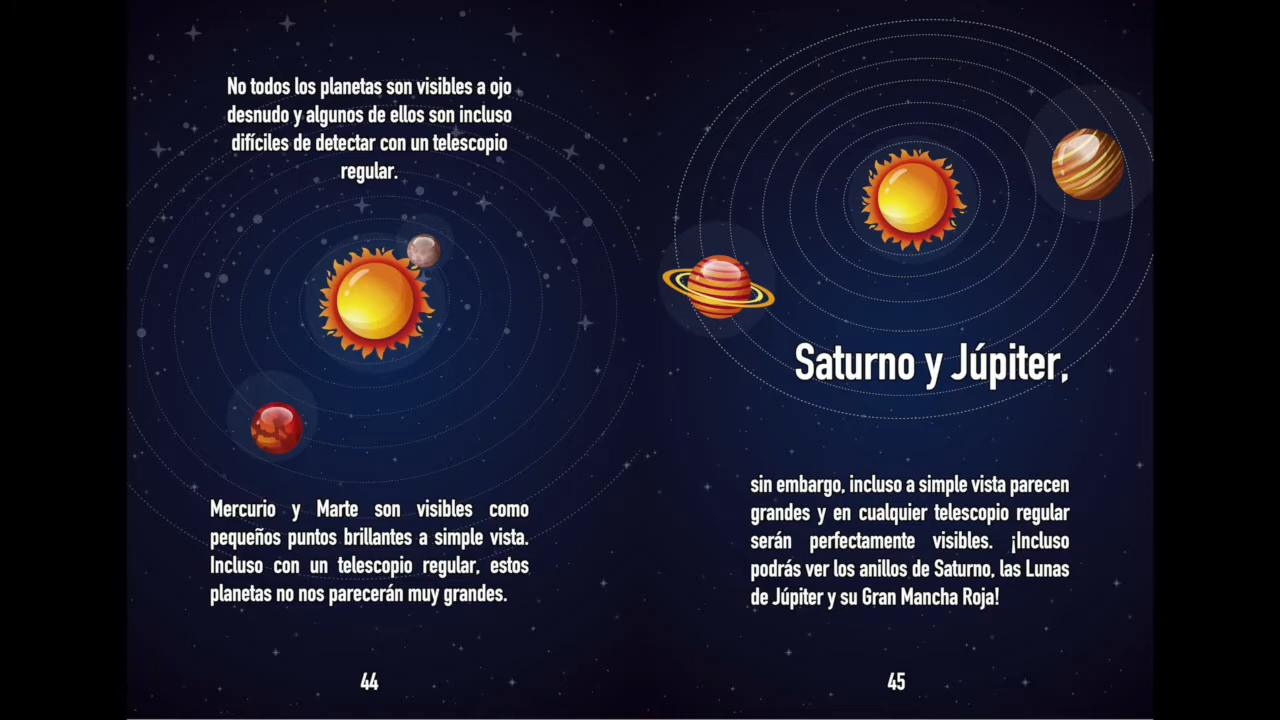 No todos los planetas son visibles a ojo
desnudo y algunos de ellos son incluso
difíciles de detectar con un telescopio
regular.
Mercurio y Marte son visibles como
pequeños puntos brillantes a simple vista.
Incluso con un telescopio regular, estos
planetas no nos parecerán muy grandes.
44
Saturno y Júpiter,
sin embargo, incluso a simple vista parecen
grandes y en cualquier telescopio regular
serán perfectamente visibles. ¡Incluso
podrás ver los anillos de Saturno, las Lunas
de Júpiter y su Gran Mancha Roja!
45